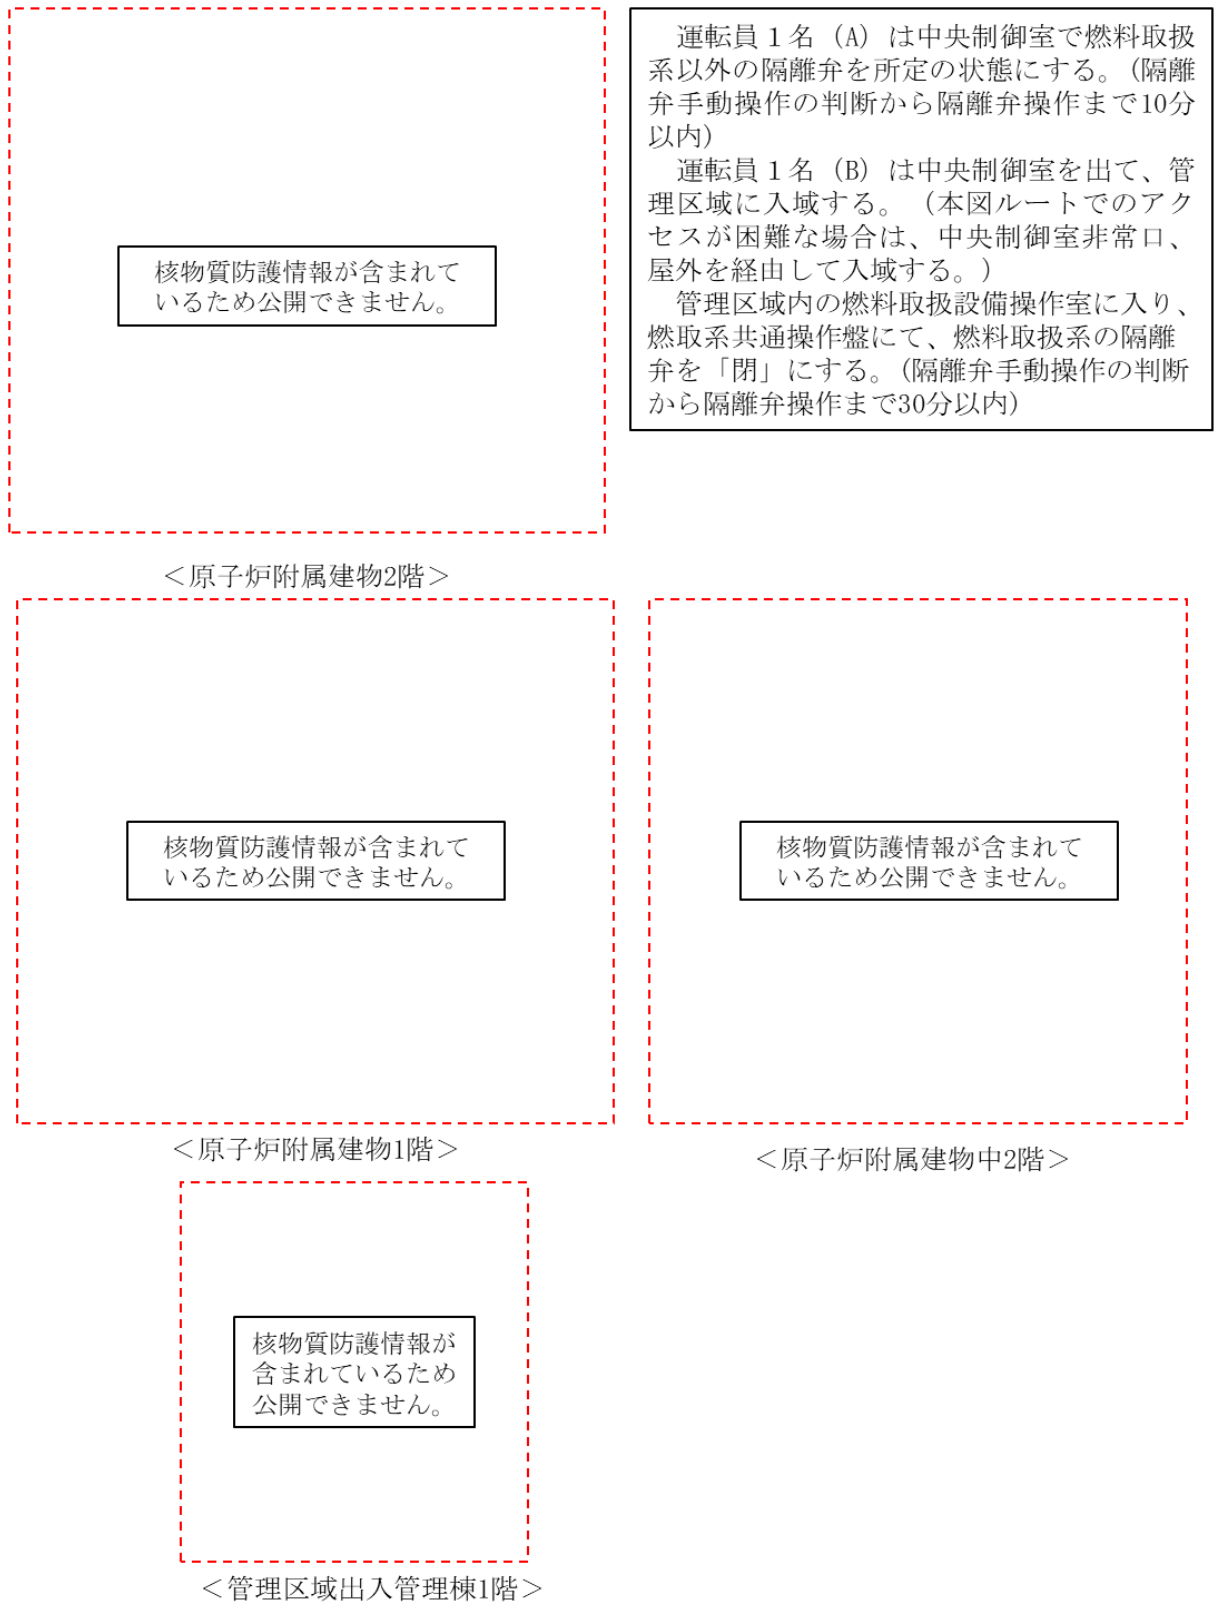 核物質防護情報が含まれて
いるため公開できません。
＜原子炉附属建物2階＞
運転員１名（A）は中央制御室で燃料取扱
系以外の隔離弁を所定の状態にする。（隔離
弁手動操作の判断から隔離弁操作まで10分
以内）
運転員１名（B）は中央制御室を出て、管
理区域に入域する。（本図ルートでのアク
セスが困難な場合は、中央制御室非常口、
屋外を経由して入域する。）
管理区域内の燃料取扱設備操作室に入り、
燃取系共通操作盤にて、燃料取扱系の隔離
弁を「閉」にする。（隔離弁手動操作の判断
から隔離弁操作まで30分以内）
核物質防護情報が含まれて
いるため公開できません。
＜原子炉附属建物1階＞
核物質防護情報が含まれて
いるため公開できません。
＜原子炉附属建物中2階＞
核物質防護情報が
含まれているため
公開できません。
＜管理区域出入管理棟1階＞